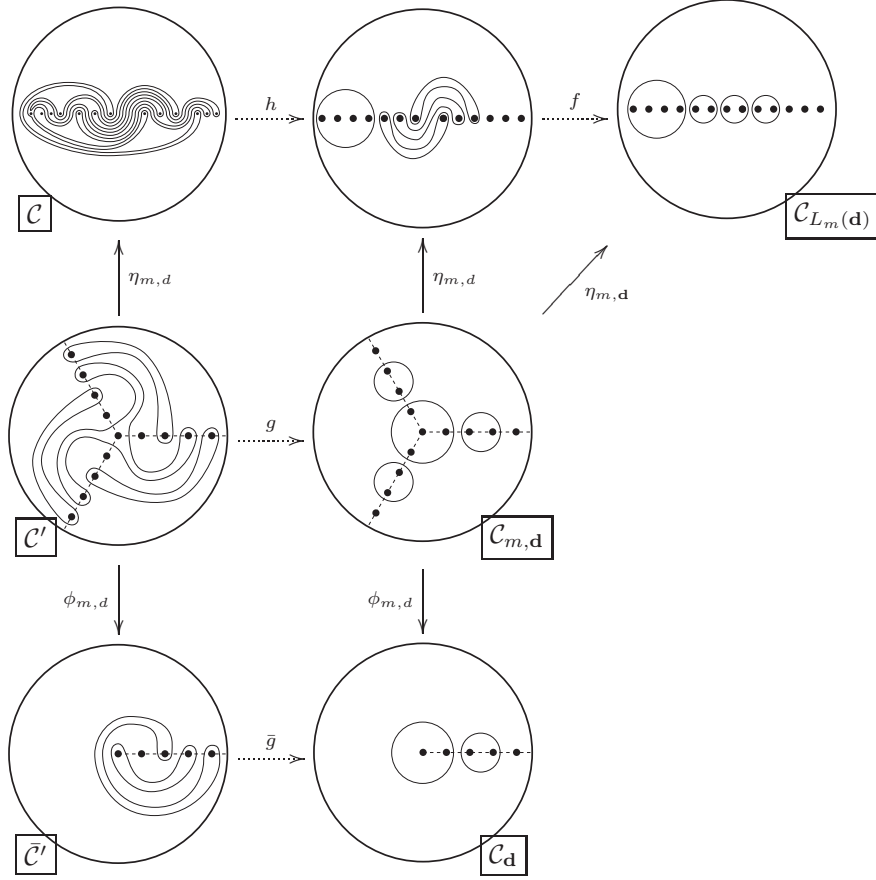 h
f
𝒞
𝒞_{L_m(𝐝)}
η_{m,d}
η_{m,d}
η_{m,𝐝}
g
𝒞′
𝒞_{m,𝐝}
ϕ_{m,d}
ϕ_{m,d}
ḡ
𝒞̄′
𝒞_𝐝